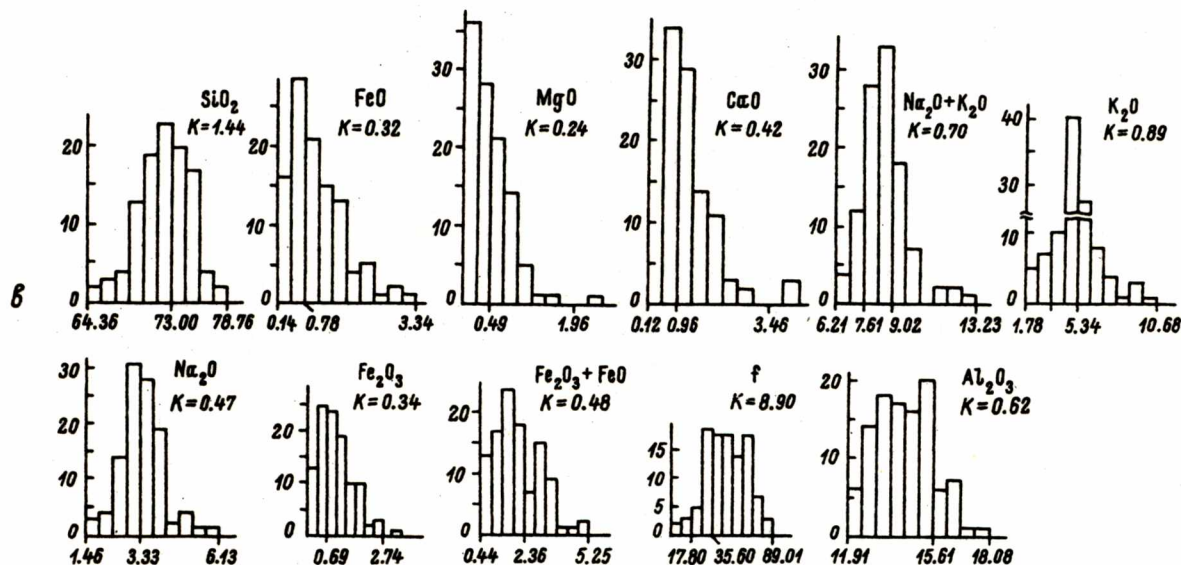 SiO₂
K=1.44
20
10
0
64.36 73.00 78.76
FeO
K=0.32
20
10
0
0.14 0.78 3.34
MgO
K=0.24
30
20
10
0
0.49 1.96
CaO
K=0.42
30
20
10
0
0.12 0.96 3.46
Na₂O+K₂O
K=0.70
30
20
10
0
6.21 7.61 9.02 13.23
K₂O
K=0.89
40
30
10
0
1.78 5.34 10.68
в
Na₂O
K=0.47
30
20
10
0
1.46 3.33 6.13
Fe₂O₃
K=0.34
20
10
0
0.69 2.74
Fe₂O₃+FeO
K=0.48
20
10
0
0.44 2.36 5.25
f
K=8.90
15
5
0
17.80 35.60 89.01
Al₂O₃
K=0.62
20
10
0
11.91 15.61 18.08